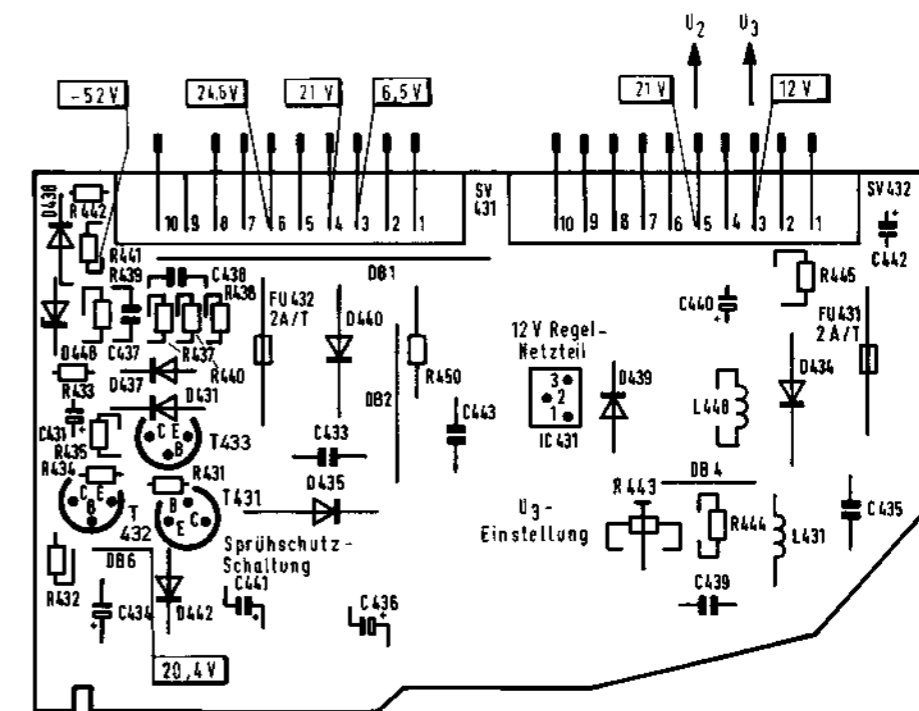 U2 U3
-52V 24,6V 21 V 6,5V 21V 12V
D438
R442
R441
R439
10 9 8 7 6 5 4 3 2 1
SV
431
10 9 8 7 6 5 4 3 2 1
SV432
C442
DB1
C438
R438
FU432
2A/T
D440
12V Regel-
Netzteil
C440
R445
FU431
2A/T
D448
C437
R437
R440
R433
D437
D431
DB2
R450
3
2
1
IC431
D439
L448
D434
C431
R435
C E
B
T433
C433
C443
R434
C E
B
T
432
R431
B
E C
T431
D435
DB4
U3-
Einstellung
R443
R444
L431
C435
Sprühschutz-
Schaltung
DB6
R432
C434
D442
C441
C436
C439
20,4V